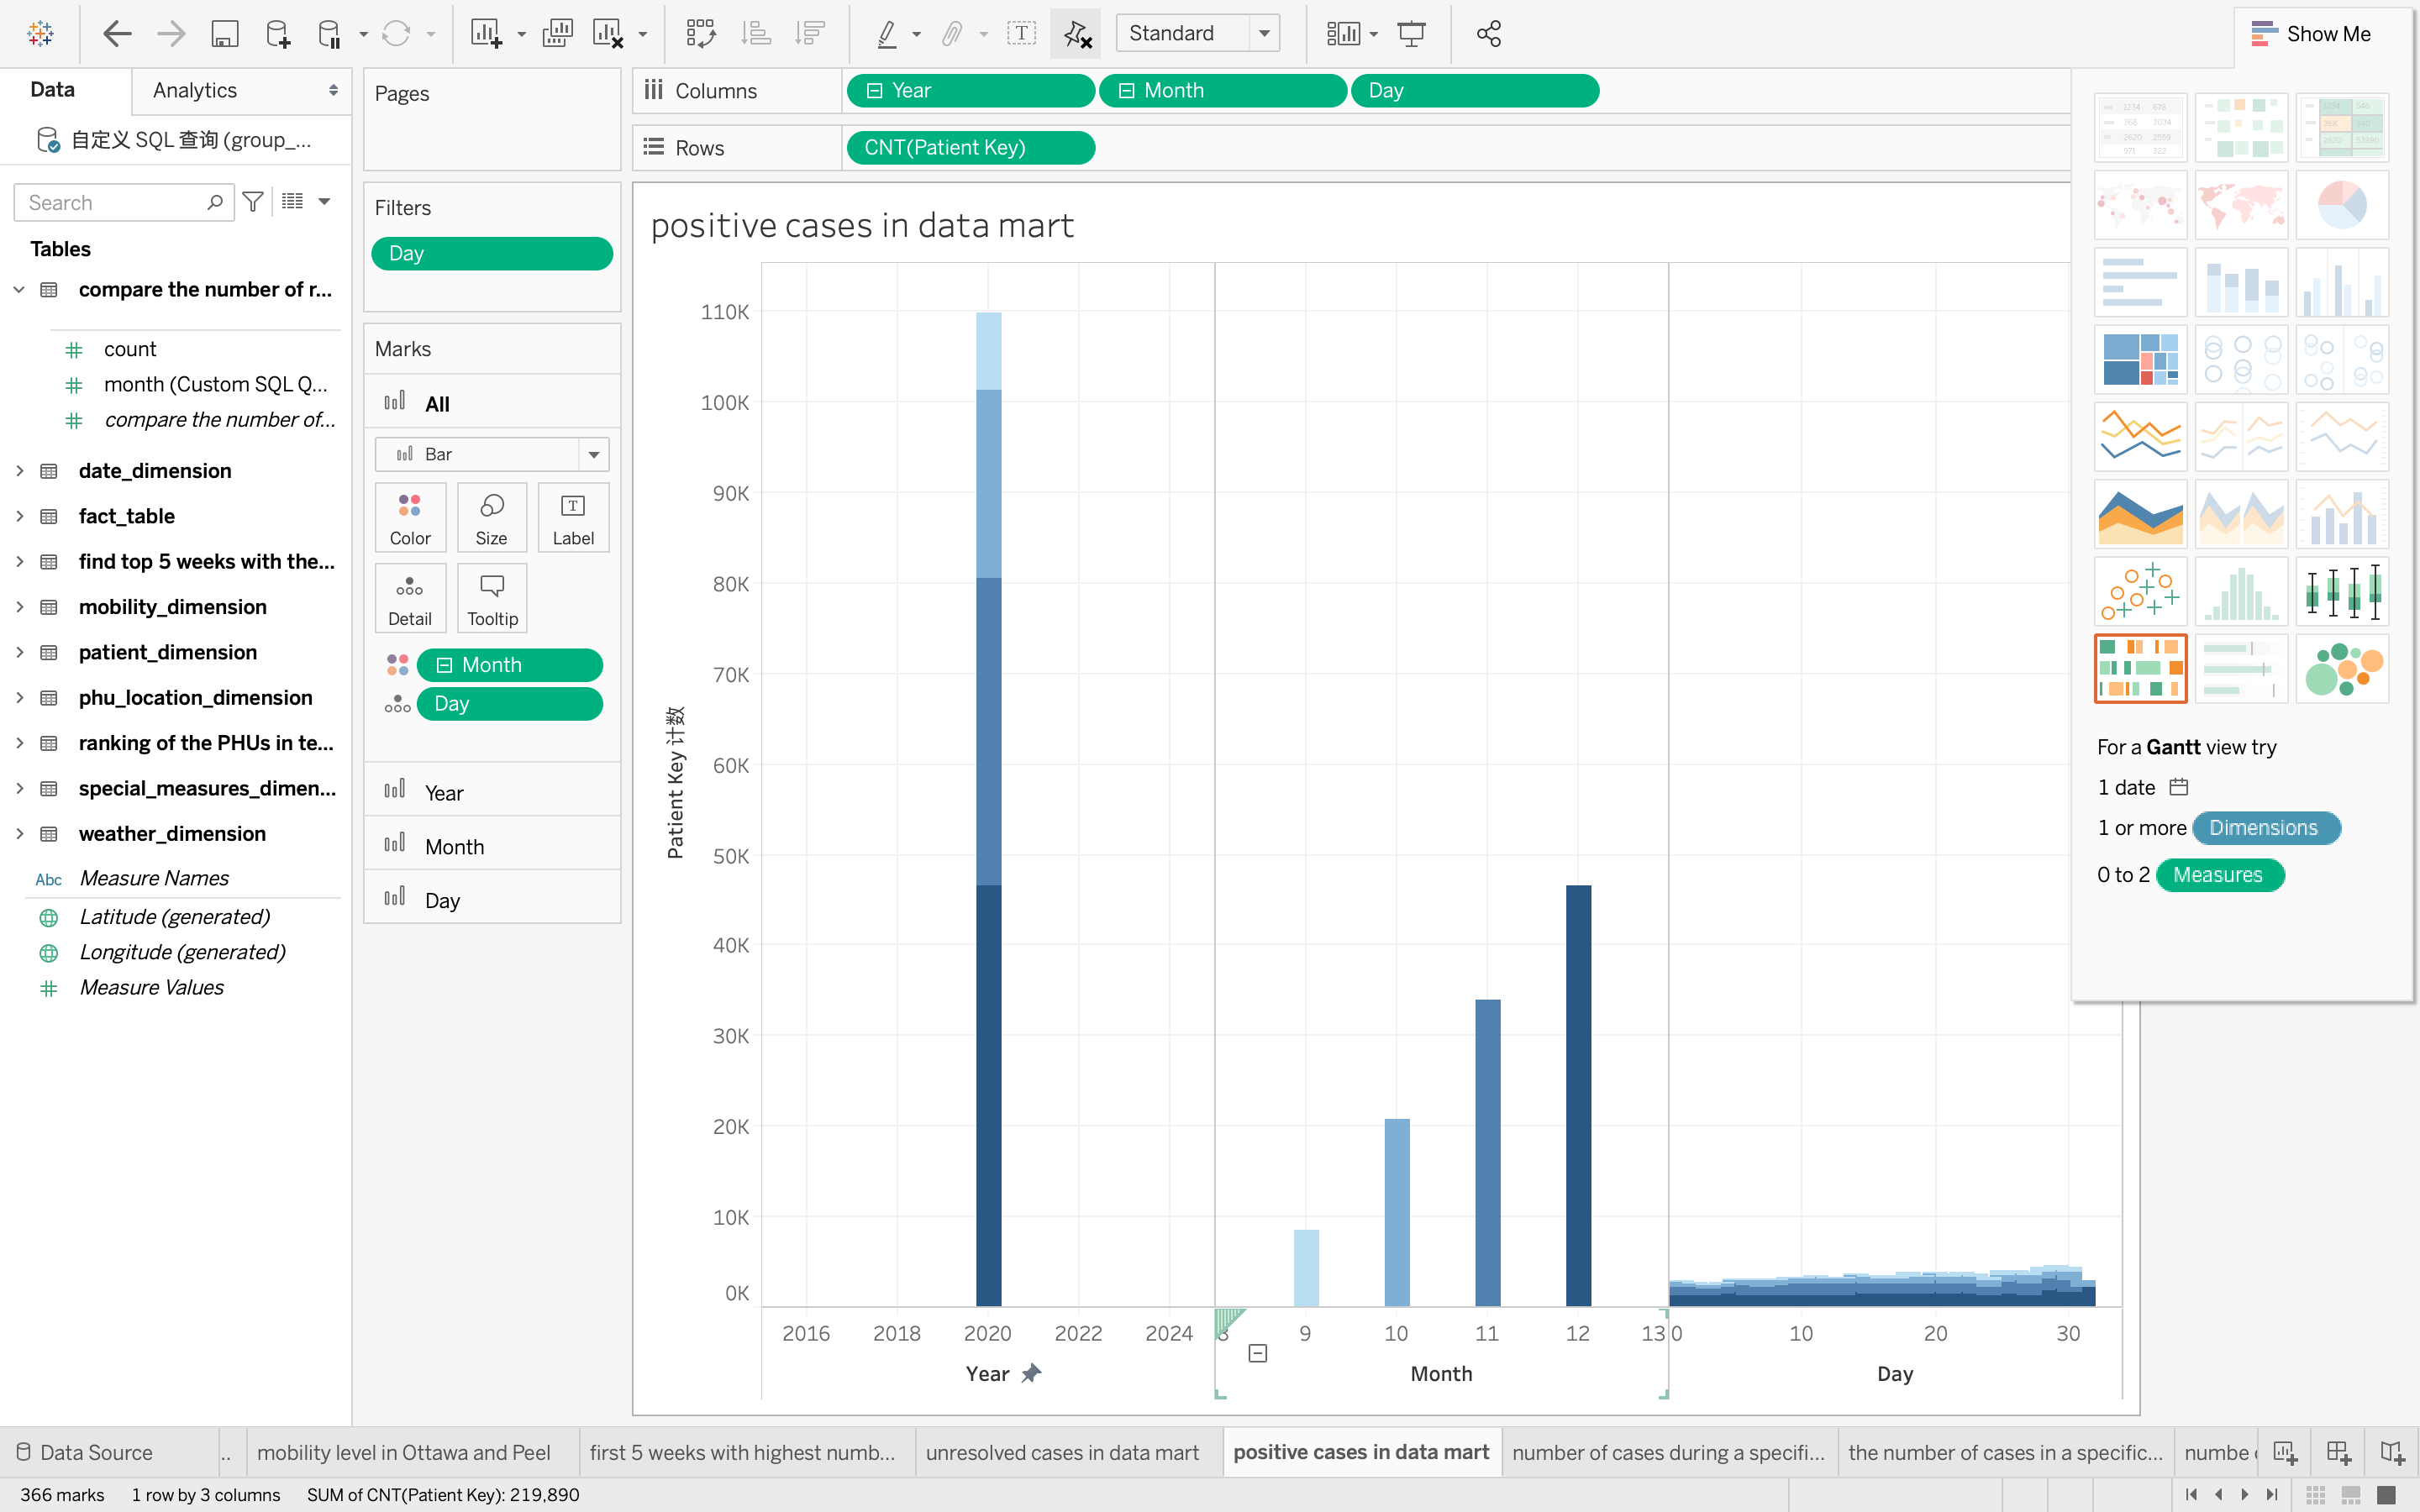 Standard
Show Me
Data
Analytics
Pages
Columns
Year
Month
Day
自定义 SQL 查询 (group_...
Rows
CNT(Patient Key)
Search
Filters
Day
positive cases in data mart
Tables
compare the number of r...
count
month (Custom SQL Q...
compare the number of...
date_dimension
fact_table
find top 5 weeks with the...
mobility_dimension
patient_dimension
phu_location_dimension
ranking of the PHUs in te...
special_measures_dimen...
weather_dimension
Abc Measure Names
Latitude (generated)
Longitude (generated)
Measure Values
Marks
All
Bar
Color
Size
Label
Detail
Tooltip
Month
Day
Year
Month
Day
Patient Key 计数
110K
100K
90K
80K
70K
60K
50K
40K
30K
20K
10K
0K
2016 2018 2020 2022 2024
9 10 11 12 13
0 10 20 30
Year
Month
Day
For a Gantt view try
1 date
1 or more Dimensions
0 to 2 Measures
Data Source
..
mobility level in Ottawa and Peel
first 5 weeks with highest numb...
unresolved cases in data mart
positive cases in data mart
number of cases during a specifi...
the number of cases in a specific...
numbe
366 marks
1 row by 3 columns
SUM of CNT(Patient Key): 219,890